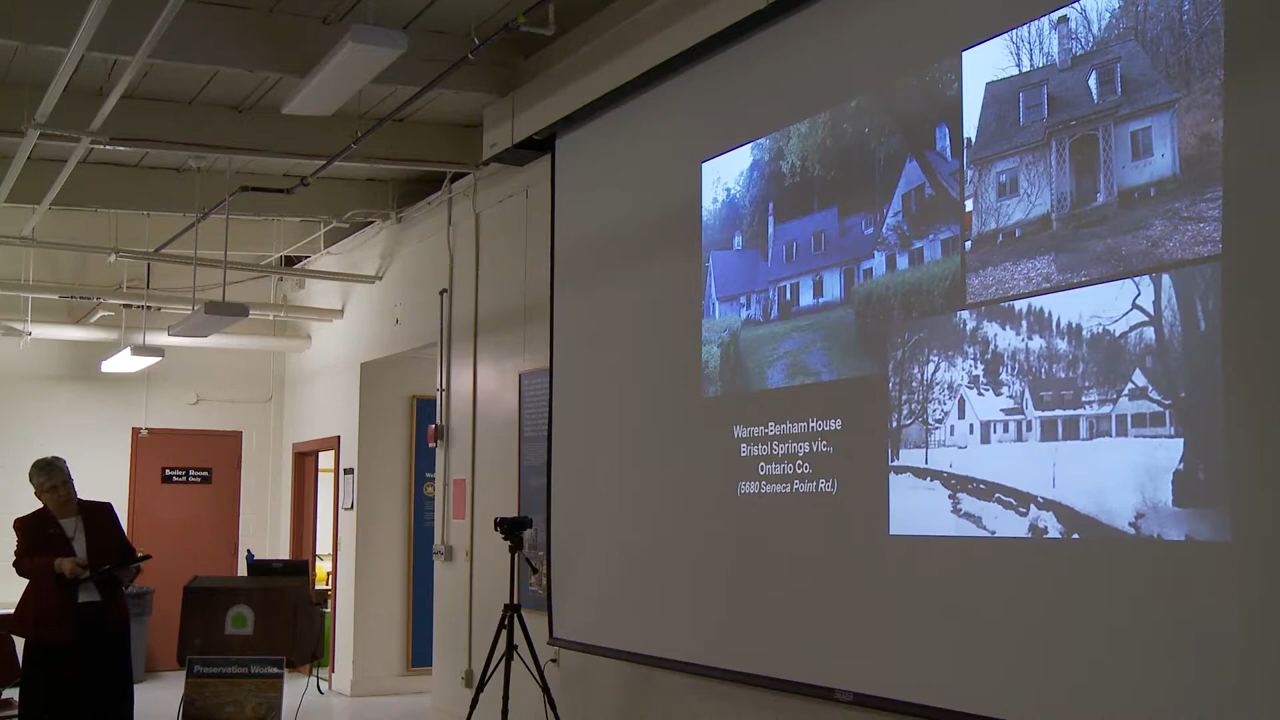 Boiler Room
Staff Only
Preservation Works
Warren-Benham House
Bristol Springs vic.,
Ontario Co.
(5680 Seneca Point Rd.)